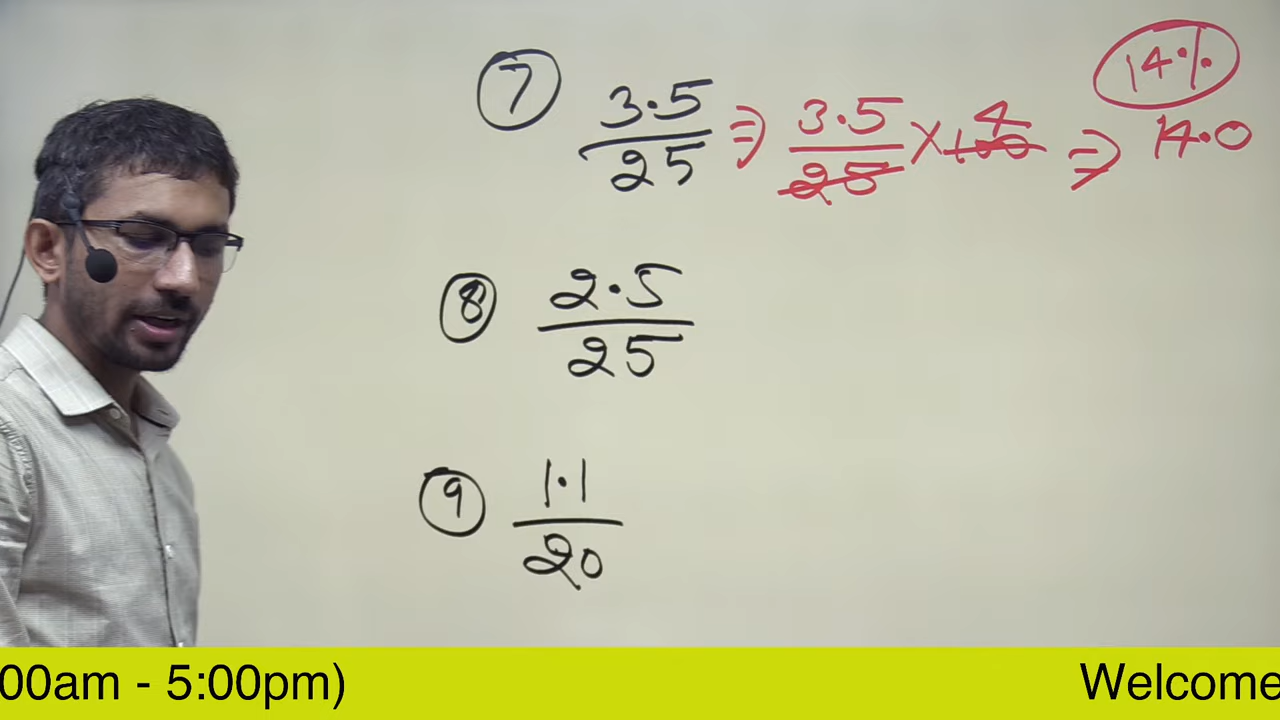 ⑦ 3.5/25 ⇒ 3.5/25 × 100 4 ⇒ 14.0 14%
⑧ 2.5/25
⑨ 1.1/20
00am - 5:00pm) Welcome